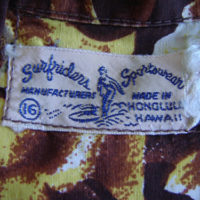 Surfriders Sportswear
MANUFACTURERS MADE IN
16 HONOLULU
HAWAII